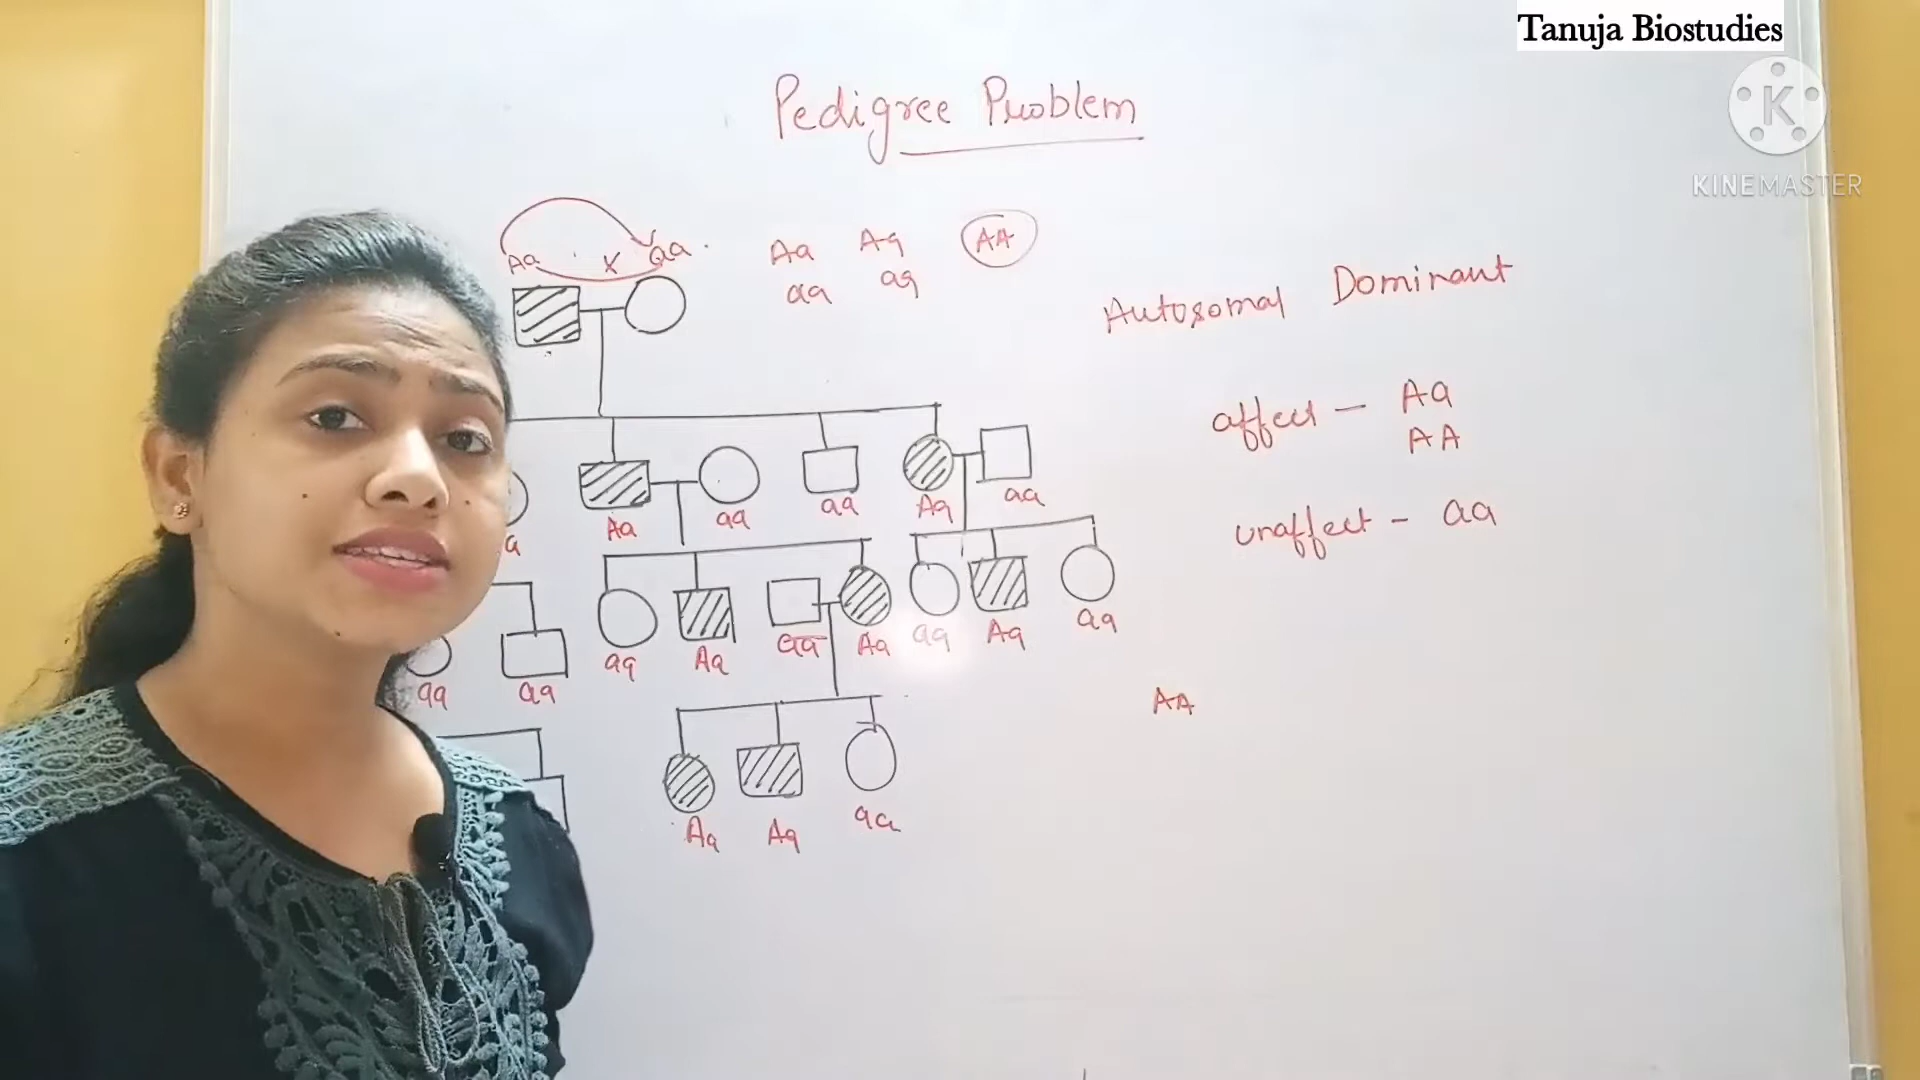 Tanuja Biostudies
K
KINEMASTER
Pedigree Problem
Aa x aa
Aa Aa AA
aa aa
Autosomal Dominant
affect – Aa
AA
unaffect – aa
a Aa aa aa Aa aa
aa aa aa Aa aa Aa aa Aa aa
AA
Aa Aa aa